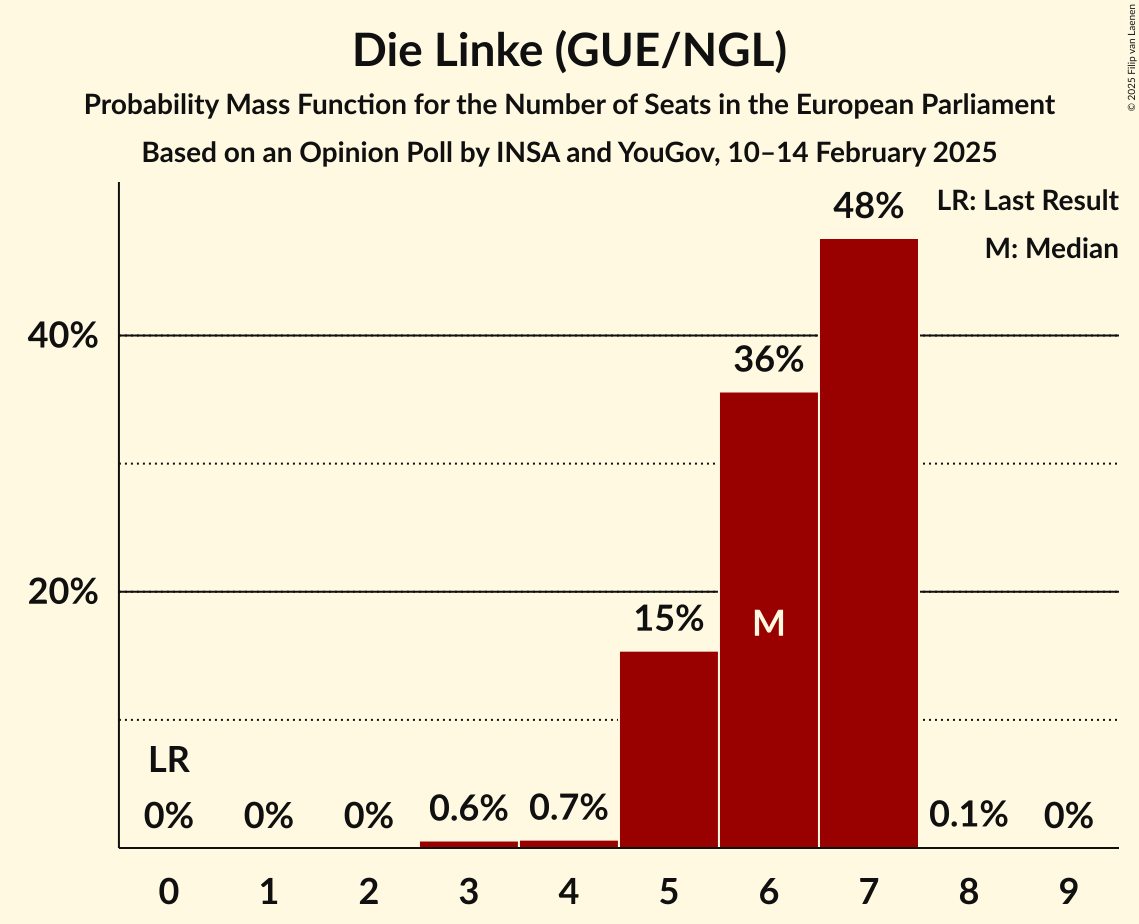 Die Linke (GUE/NGL)
Probability Mass Function for the Number of Seats in the European Parliament
Based on an Opinion Poll by INSA and YouGov, 10–14 February 2025
© 2025 Filip van Laenen
LR: Last Result
M: Median
48%
40%
36%
20%
15%
M
LR
0%
0%
0%
0.6%
0.7%
0.1%
0%
0 1 2 3 4 5 6 7 8 9